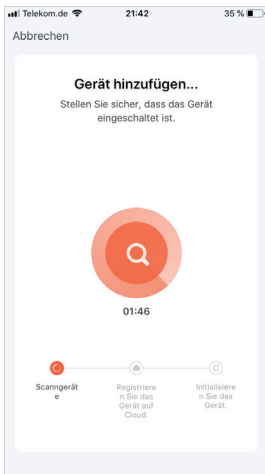 Telekom.de 21:42 35 %
Abbrechen
Gerät hinzufügen...
Stellen Sie sicher, dass das Gerät
eingeschaltet ist.
01:46
Scanngerät Registriere Initialisiere
e n Sie das n Sie das
Gerät auf Gerät.
Cloud.